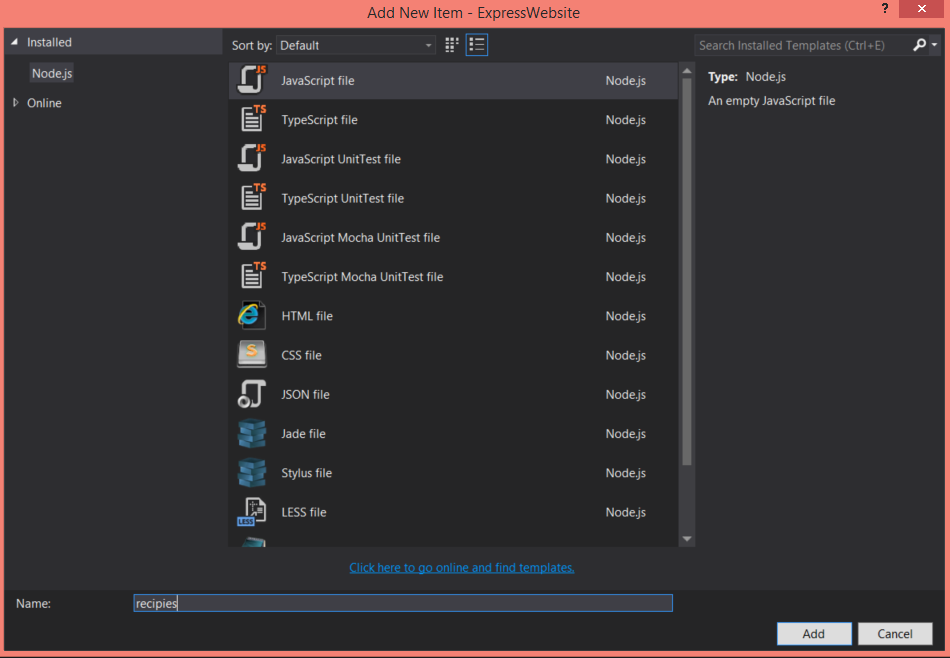 Add New Item - ExpressWebsite
?
Installed
Node.js
Online
Sort by: Default
Search Installed Templates (Ctrl+E)
JS JavaScript file Node.js
TS TypeScript file Node.js
JS JavaScript UnitTest file Node.js
TS TypeScript UnitTest file Node.js
JS JavaScript Mocha UnitTest file Node.js
TS TypeScript Mocha UnitTest file Node.js
HTML file Node.js
S CSS file Node.js
JSON file Node.js
Jade file Node.js
Stylus file Node.js
LESS LESS file Node.js
Type: Node.js
An empty JavaScript file
Click here to go online and find templates.
Name: recipies
Add Cancel